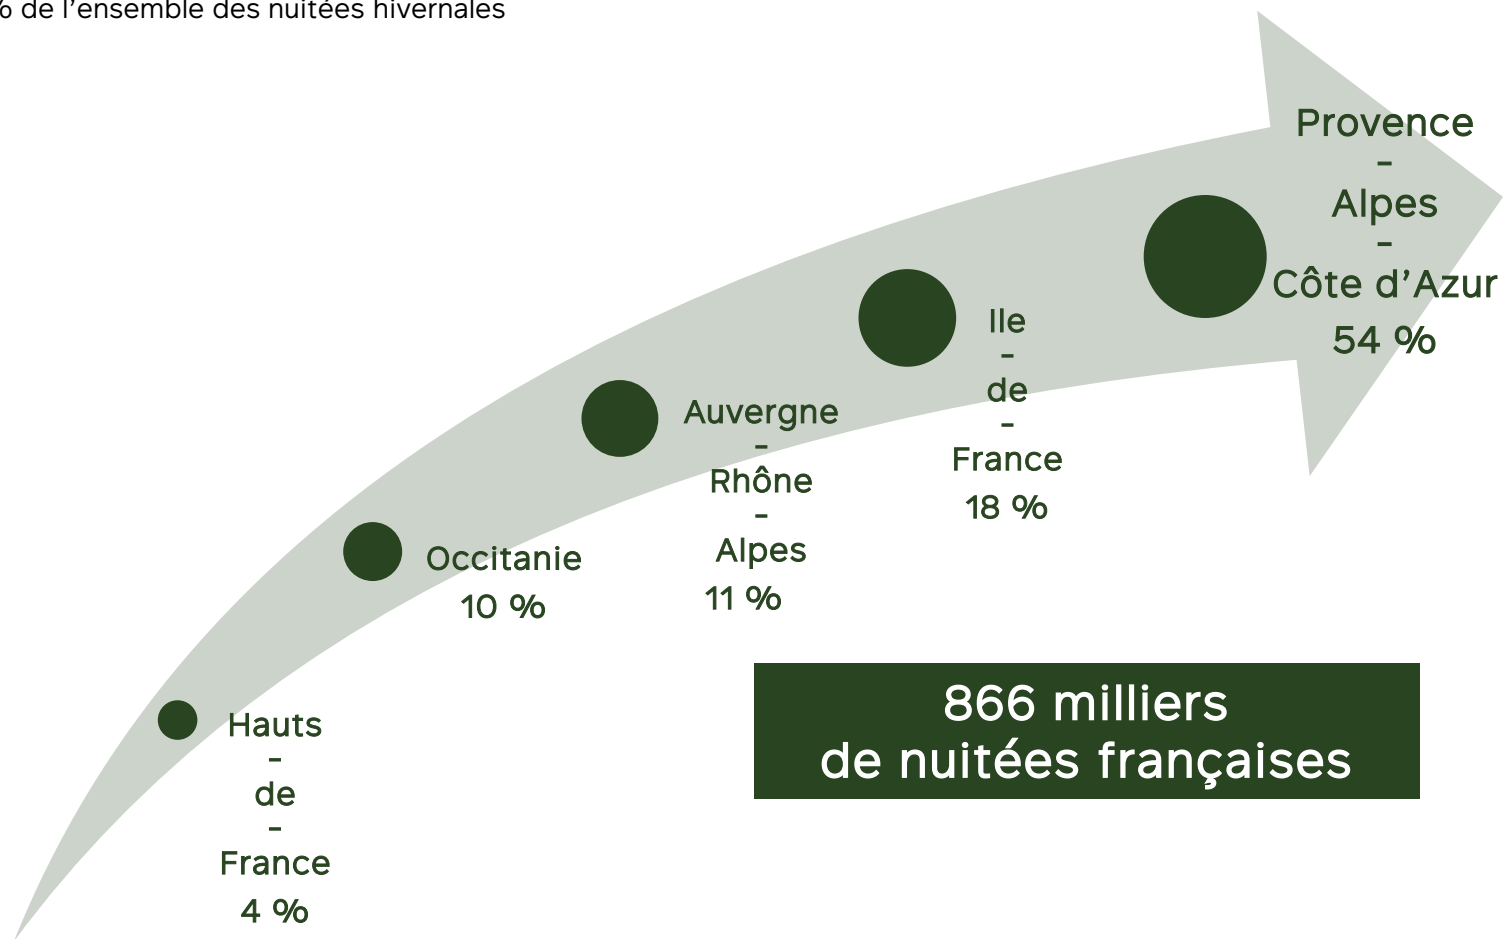 % de l’ensemble des nuitées hivernales
Provence
-
Alpes
-
Côte d’Azur
54 %
Ile
-
de
-
France
18 %
Auvergne
-
Rhône
-
Alpes
11 %
Occitanie
10 %
Hauts
-
de
-
France
4 %
866 milliers
de nuitées françaises